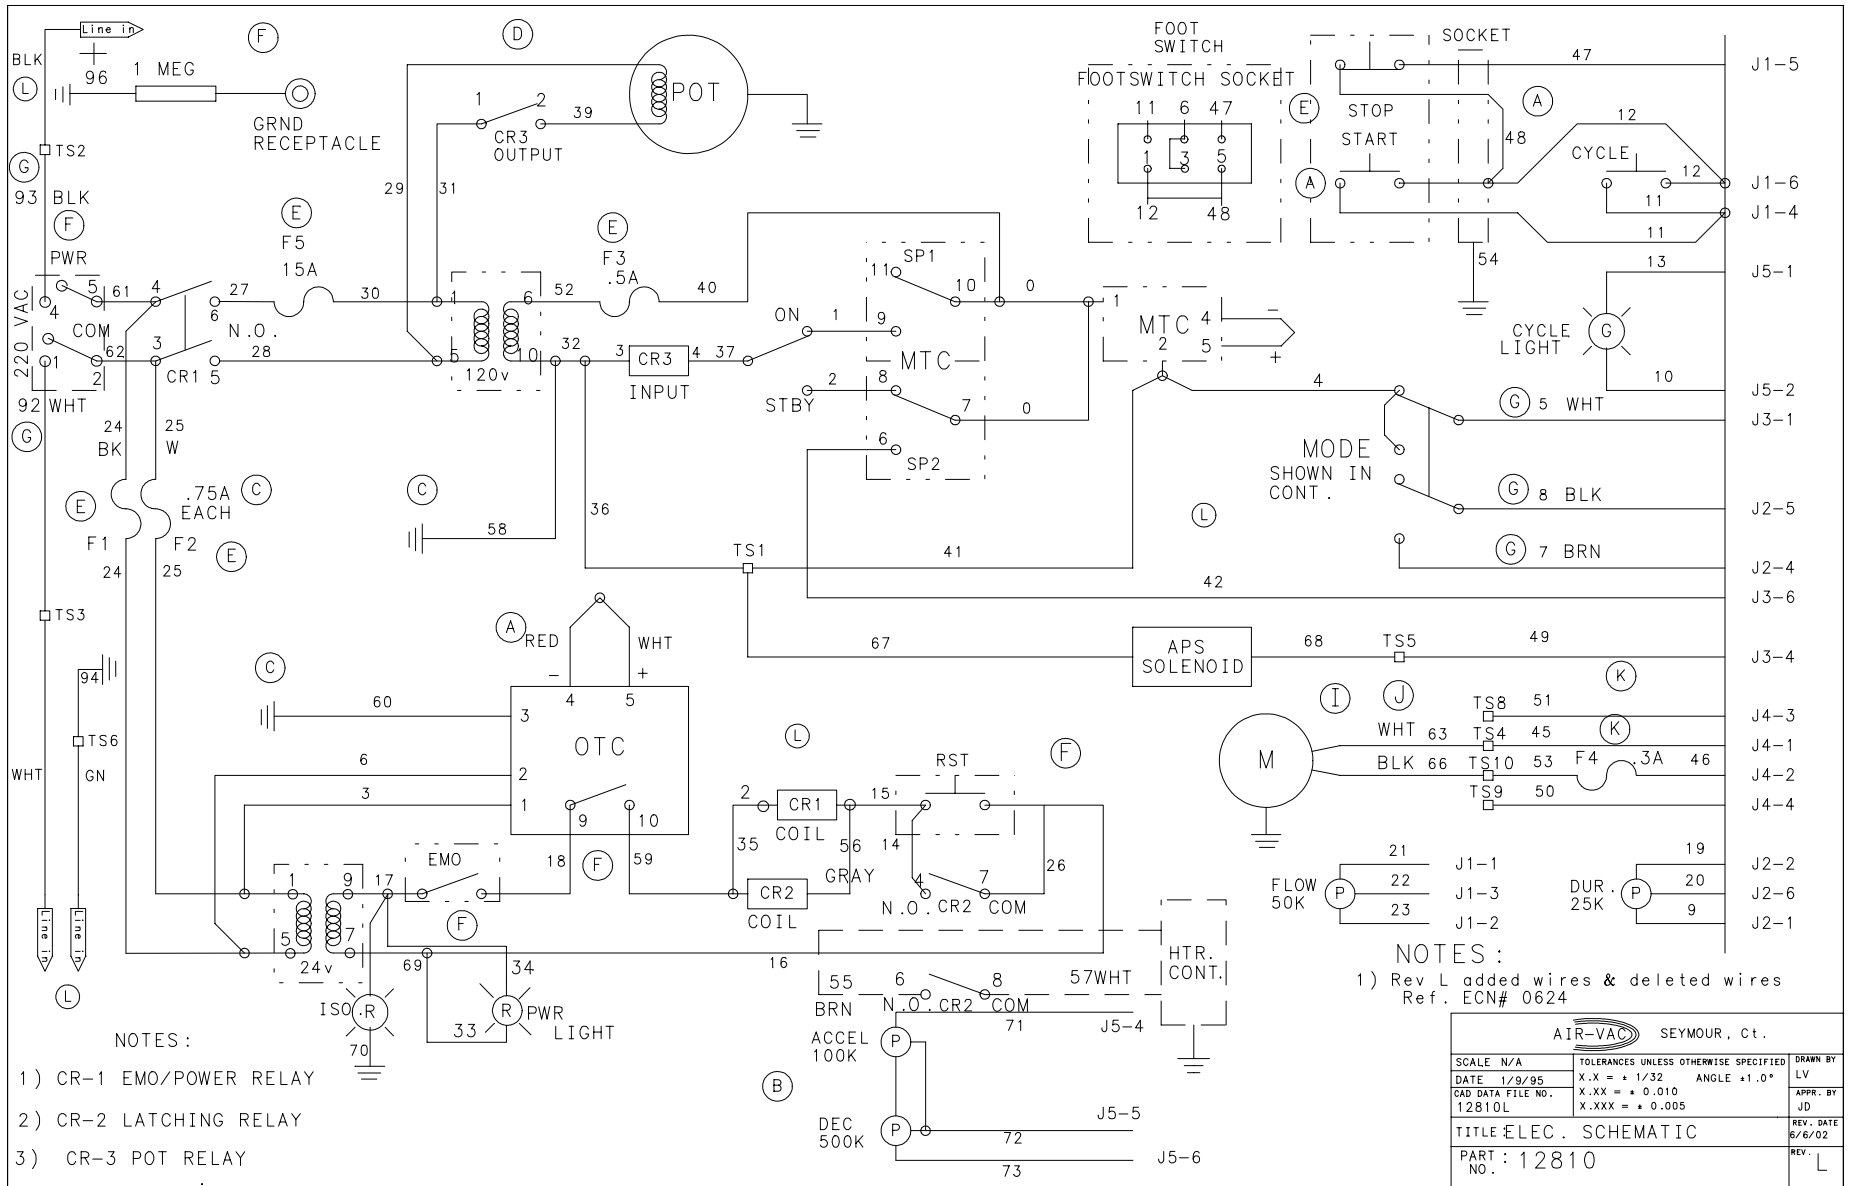 Line in
F
D
FOOT
SWITCH
SOCKET
BLK
96
L
1 MEG
GRND
RECEPTACLE
POT
1
2
39
CR3
OUTPUT
FOOTSWITCH SOCKET
11 6 47
1 3 5
12 48
E
A
STOP
START
A
47
J1-5
48
12
CYCLE
12
J1-6
11
J1-4
11
54
TS2
G
93 BLK
F
PWR
29
31
E
F5
15A
E
F3
.5A
220 VAC
4
5
COM
1
2
61
62
4
3
27
6
N.O.
30
28
CR1 5
92 WHT
G
1
5
6
10
120v
52
40
32
3
CR3
4
INPUT
37
ON
1
STBY
2
SP1
11
10
9
MTC
8
7
6
SP2
0
0
1
MTC 4
2
5
-
+
4
13
J5-1
CYCLE
LIGHT
G
10
J5-2
G 5 WHT
J3-1
MODE
SHOWN IN
CONT.
G 8 BLK
J2-5
G 7 BRN
J2-4
L
24
BK
25
W
.75A
EACH
C
E
F1
F2
E
24
25
C
58
36
TS1
41
42
J3-6
TS3
A
RED
WHT
-
+
67
APS
SOLENOID
68
TS5
49
J3-4
K
94
C
60
4
5
3
OTC
2
1
9
10
6
3
TS6
WHT
GN
L
F
RST
I
J
K
TS8
51
J4-3
M
WHT 63
TS4
45
J4-1
BLK 66
TS10
53
F4
.3A
46
J4-2
TS9
50
J4-4
2
CR1
COIL
15
35
56
GRAY
14
26
18
59
F
CR2
COIL
4
7
N.O. CR2 COM
EMO
F
1
9
17
5
7
24v
69
34
16
Line in
Line in
L
ISO.
R
33
R
PWR
LIGHT
70
21
J1-1
FLOW
50K
P
22
J1-3
23
J1-2
DUR.
25K
P
19
J2-2
20
J2-6
9
J2-1
HTR.
CONT.
55
BRN
6
8
57WHT
N.O. CR2 COM
ACCEL
100K
P
71
J5-4
B
DEC
500K
P
J5-5
72
J5-6
73
NOTES:
1) Rev L added wires & deleted wires
Ref. ECN# 0624
NOTES:
1) CR-1 EMO/POWER RELAY
2) CR-2 LATCHING RELAY
3) CR-3 POT RELAY
AIR-VAC SEYMOUR, Ct.
SCALE N/A
DATE 1/9/95
CAD DATA FILE NO.
12810L
TOLERANCES UNLESS OTHERWISE SPECIFIED
X.X = ± 1/32 ANGLE ±1.0°
X.XX = ± 0.010
X.XXX = ± 0.005
DRAWN BY
LV
APPR. BY
JD
TITLE: ELEC. SCHEMATIC
REV. DATE
6/6/02
PART NO. : 12810
REV. L